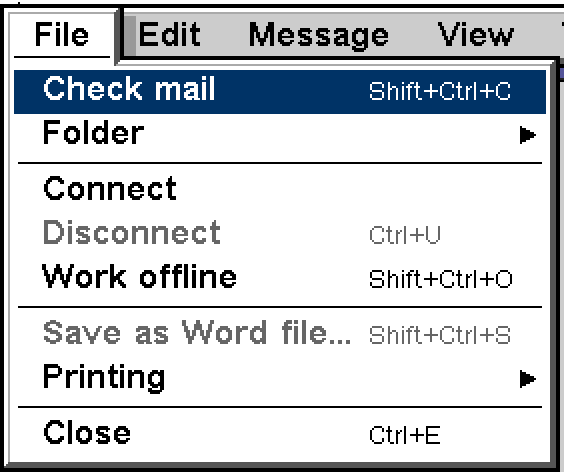 File Edit Message View
Check mail Shift+Ctrl+C
Folder
Connect
Disconnect Ctrl+U
Work offline Shift+Ctrl+O
Save as Word file... Shift+Ctrl+S
Printing
Close Ctrl+E